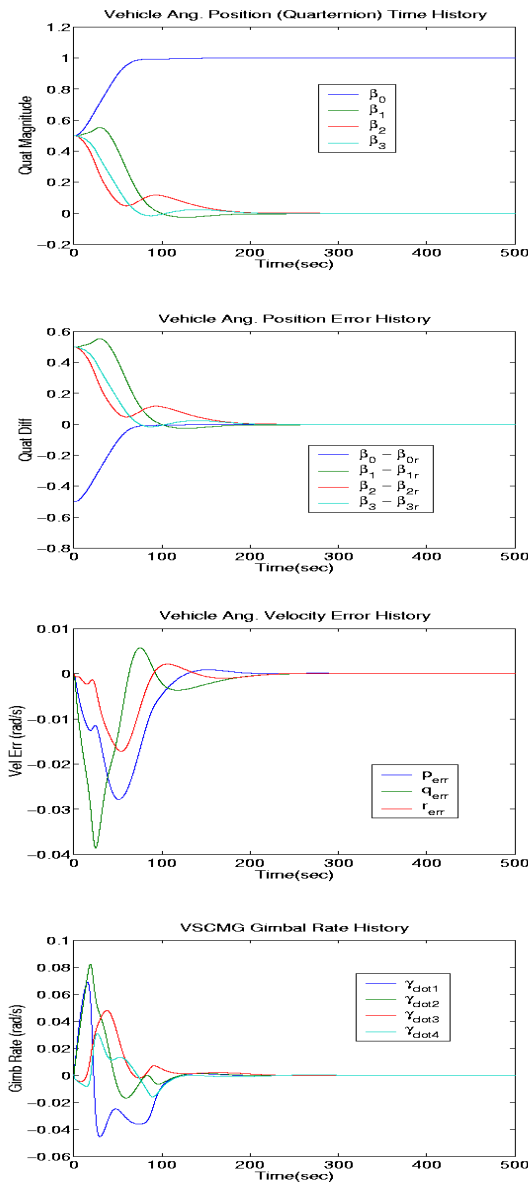 Vehicle Ang. Position (Quarternion) Time History
1.2
1
0.8
0.6
0.4
0.2
0
−0.2
Quat Magnitude
β0
β1
β2
β3
0 100 200 300 400 500
Time(sec)
Vehicle Ang. Position Error History
0.6
0.4
0.2
0
−0.2
−0.4
−0.6
−0.8
Quat Diff
β0 − β0r
β1 − β1r
β2 − β2r
β3 − β3r
0 100 200 300 400 500
Time(sec)
Vehicle Ang. Velocity Error History
0.01
0
−0.01
−0.02
−0.03
−0.04
Vel Err (rad/s)
perr
qerr
rerr
0 100 200 300 400 500
Time(sec)
VSCMG Gimbal Rate History
0.1
0.08
0.06
0.04
0.02
0
−0.02
−0.04
−0.06
Gimb Rate (rad/s)
γdot1
γdot2
γdot3
γdot4
0 100 200 300 400 500
Time(sec)